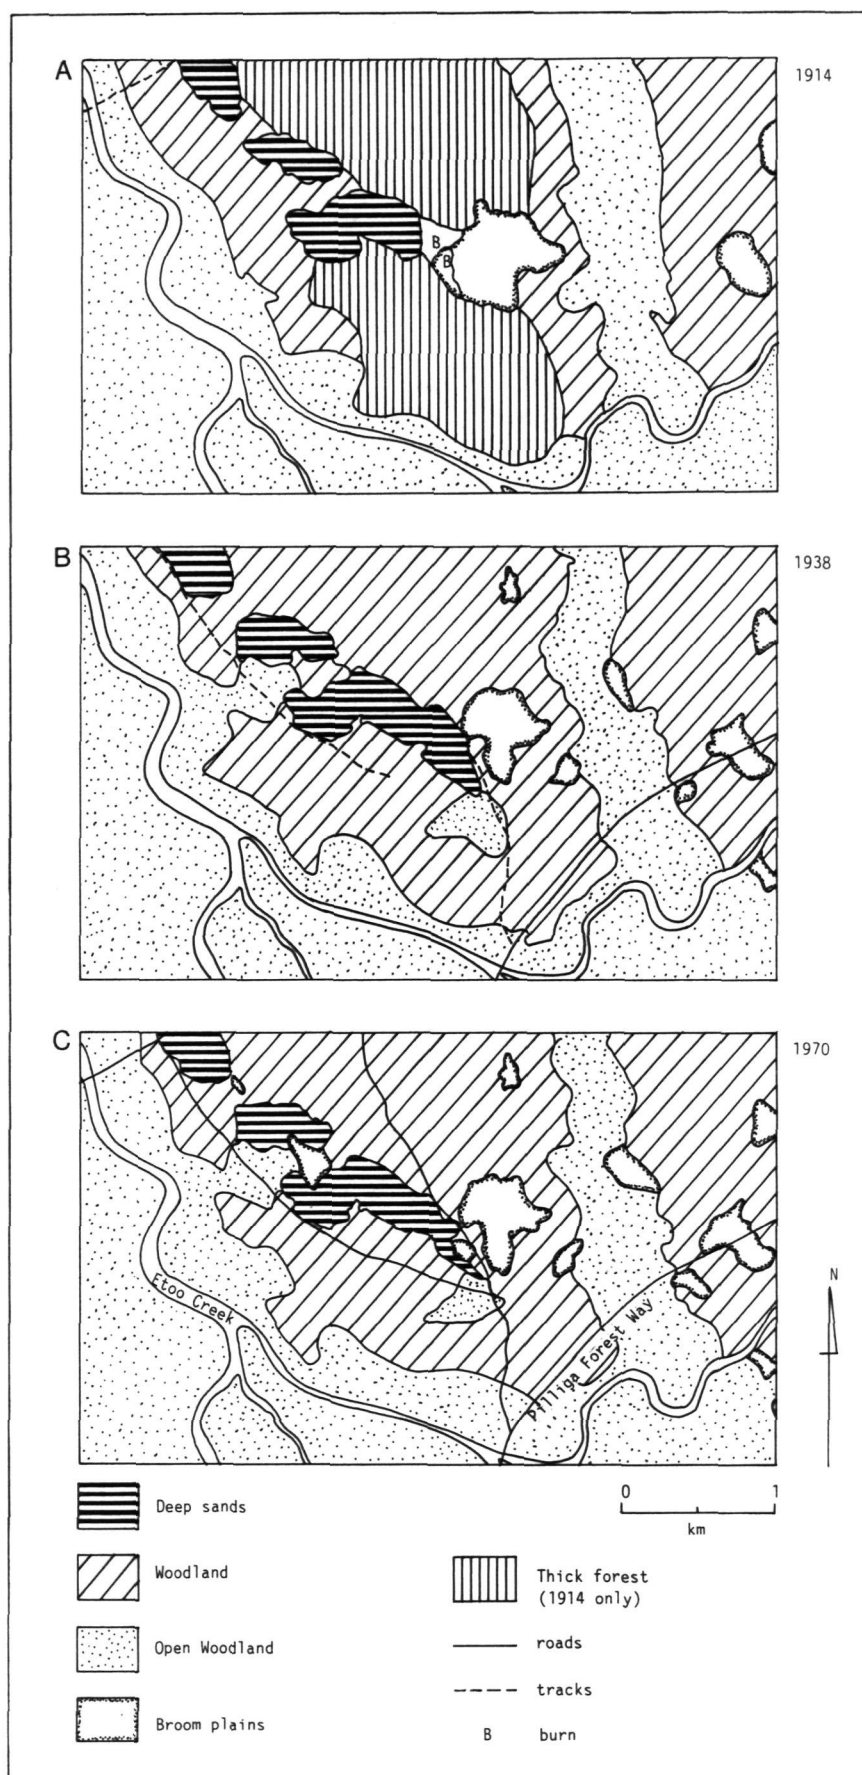 A
1914
B
B
B
1938
C
1970
Etoo Creek
Pilliga Forest Way
N
Deep sands
0 1
km
Woodland
Thick forest
(1914 only)
Open Woodland
roads
tracks
Broom plains
B burn